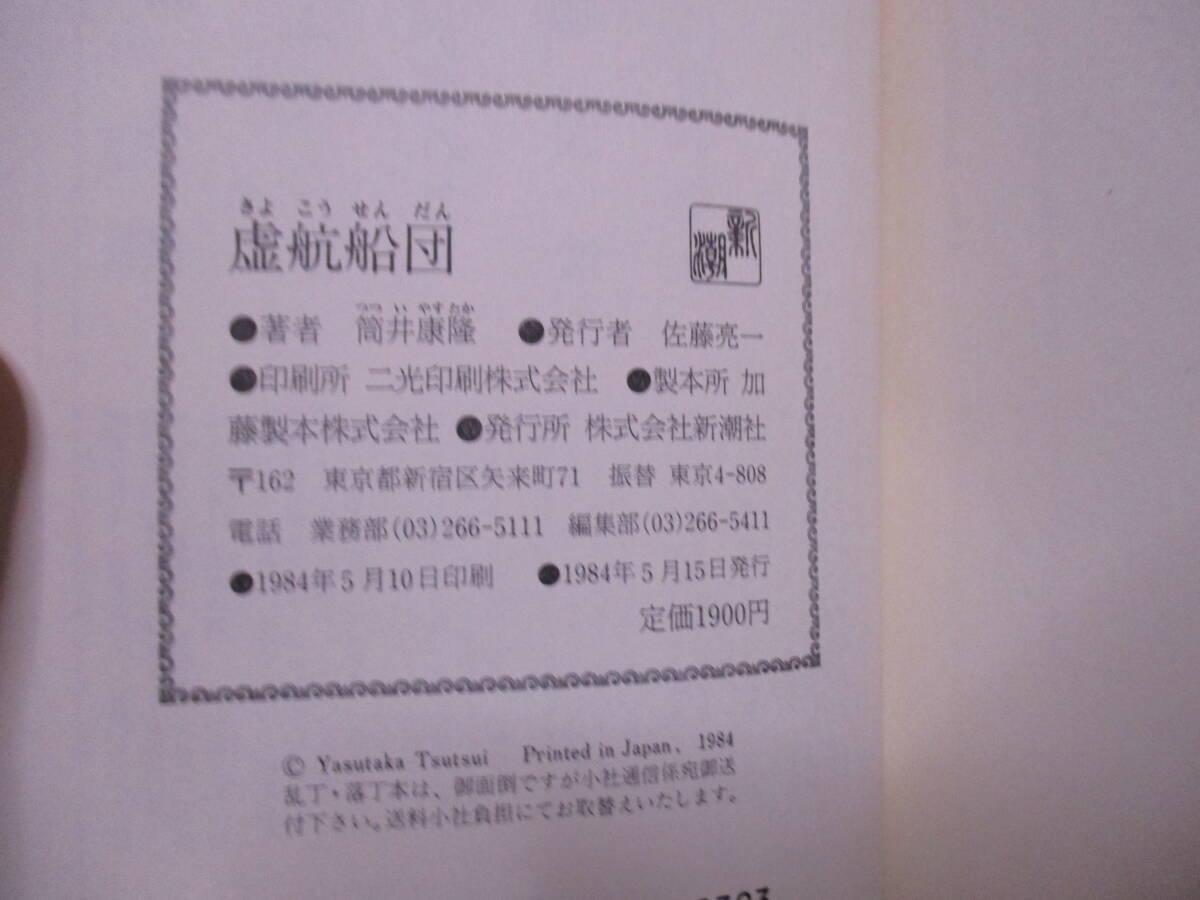 きよ こう せん だん
虚航船団
新潮
つつ い やす たか
●著者 筒井康隆 ●発行者 佐藤亮一
●印刷所 二光印刷株式会社 ●製本所 加
藤製本株式会社 ●発行所 株式会社新潮社
〒162 東京都新宿区矢来町71 振替 東京4-808
電話 業務部(03)266-5111 編集部(03)266-5411
●1984年5月10日印刷 ●1984年5月15日発行
定価1900円
© Yasutaka Tsutsui Printed in Japan, 1984
乱丁・落丁本は、御面倒ですが小社通信係宛御送
付下さい。送料小社負担にてお取替えいたします。